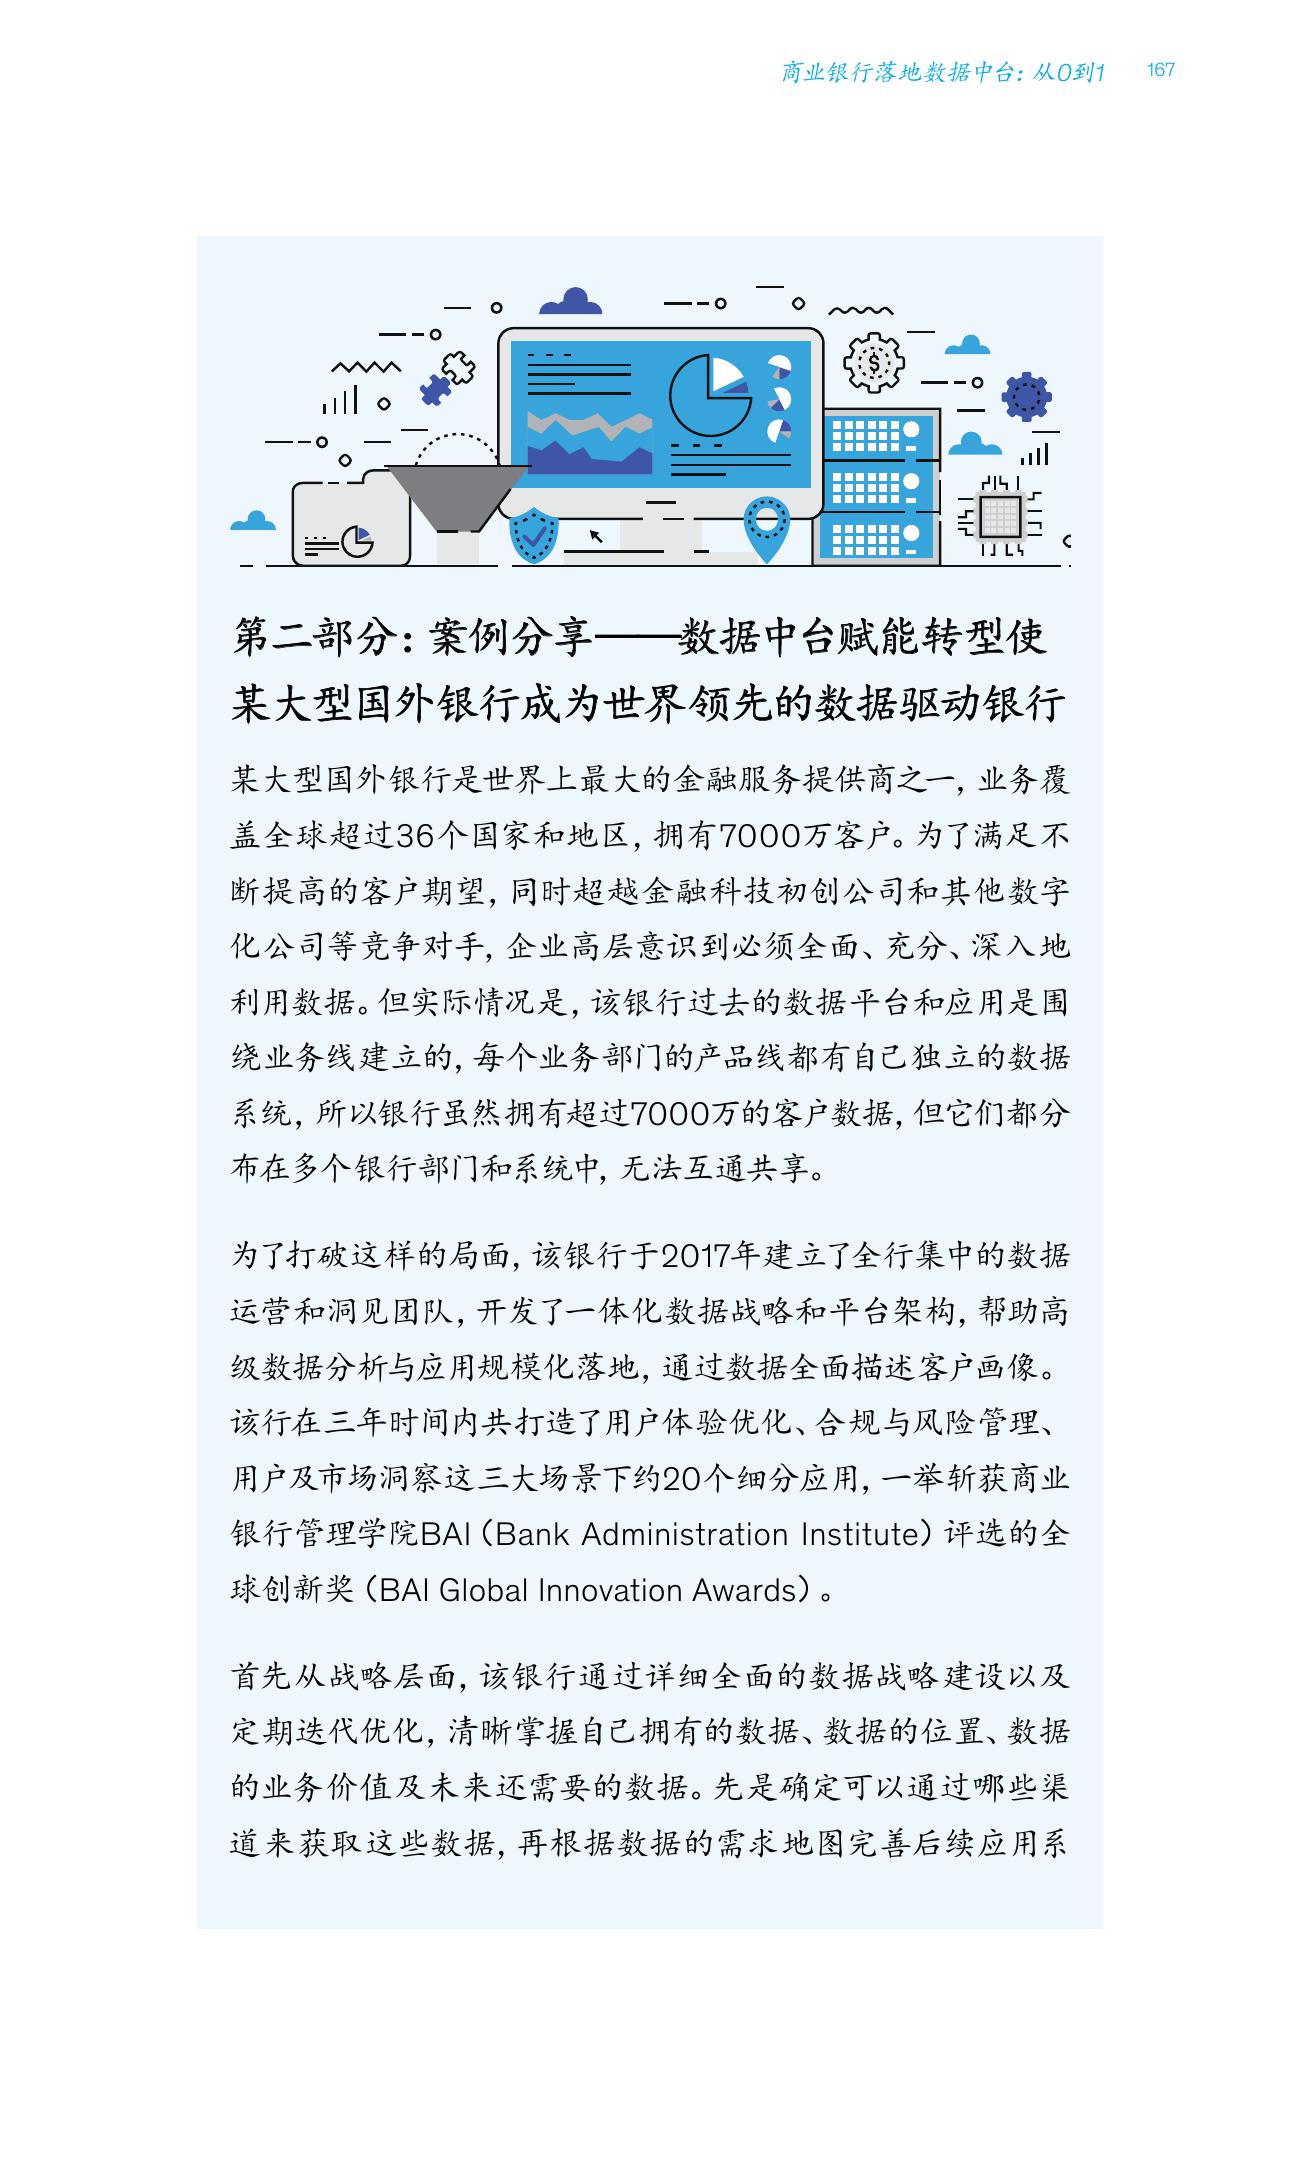 商业银行落地数据中台：从0到1 167
$
第二部分：案例分享——数据中台赋能转型使
某大型国外银行成为世界领先的数据驱动银行
某大型国外银行是世界上最大的金融服务提供商之一，业务覆
盖全球超过36个国家和地区，拥有7000万客户。为了满足不
断提高的客户期望，同时超越金融科技初创公司和其他数字
化公司等竞争对手，企业高层意识到必须全面、充分、深入地
利用数据。但实际情况是，该银行过去的数据平台和应用是围
绕业务线建立的，每个业务部门的产品线都有自己独立的数据
系统，所以银行虽然拥有超过7000万的客户数据，但它们都分
布在多个银行部门和系统中，无法互通共享。
为了打破这样的局面，该银行于2017年建立了全行集中的数据
运营和洞见团队，开发了一体化数据战略和平台架构，帮助高
级数据分析与应用规模化落地，通过数据全面描述客户画像。
该行在三年时间内共打造了用户体验优化、合规与风险管理、
用户及市场洞察这三大场景下约20个细分应用，一举斩获商业
银行管理学院BAI（Bank Administration Institute）评选的全
球创新奖（BAI Global Innovation Awards）。
首先从战略层面，该银行通过详细全面的数据战略建设以及
定期迭代优化，清晰掌握自己拥有的数据、数据的位置、数据
的业务价值及未来还需要的数据。先是确定可以通过哪些渠
道来获取这些数据，再根据数据的需求地图完善后续应用系